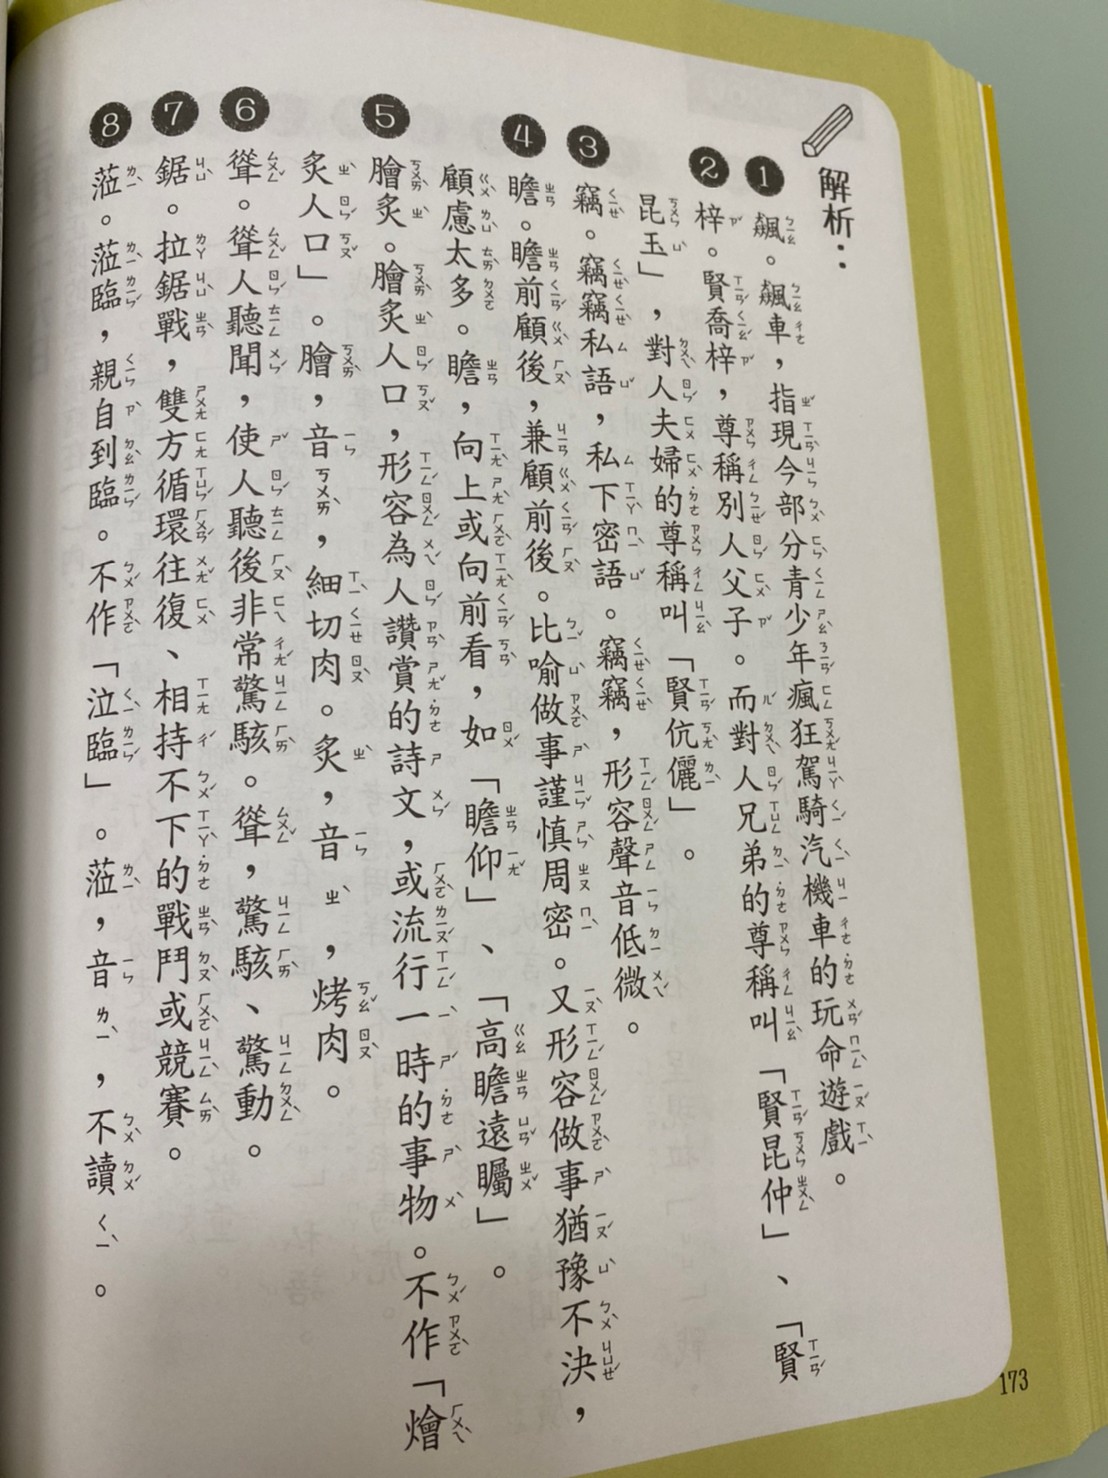 解析：
1 飆。飆車，指現今部分青少年瘋狂駕騎汽機車的玩命遊戲。
2 梓。賢喬梓，尊稱別人父子。而對人兄弟的尊稱叫「賢昆仲」、「賢
昆玉」，對人夫婦的尊稱叫「賢伉儷」。
3 竊。竊竊私語，私下密語。竊竊，形容聲音低微。
4 瞻。瞻前顧後，兼顧前後。比喻做事謹慎周密。又形容做事猶豫不決，
顧慮太多。瞻，向上或向前看，如「瞻仰」、「高瞻遠矚」。
5 膾炙。膾炙人口，形容為人讚賞的詩文，或流行一時的事物。不作「燴
炙人口」。膾，音ㄎㄨㄞˋ，細切肉。炙，音ㄓˋ，烤肉。
6 聳。聳人聽聞，使人聽後非常驚駭。聳，驚駭、驚動。
7 鋸。拉鋸戰，雙方循環往復、相持不下的戰鬥或競賽。
8 蒞。蒞臨，親自到臨。不作「泣臨」。蒞，音ㄌㄧˋ，不讀ㄑㄧˋ。
173